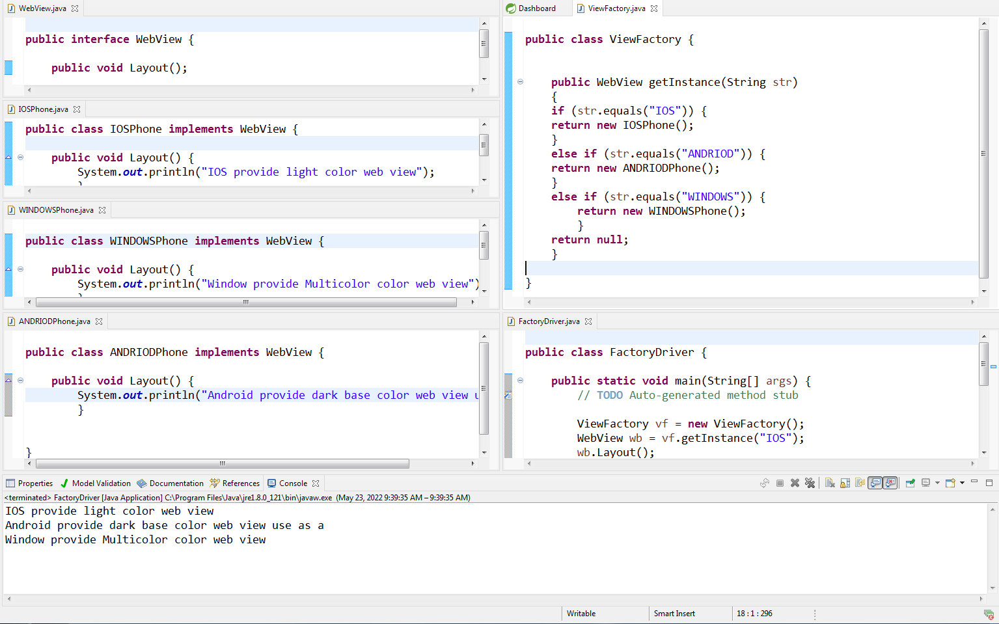 WebView.java
public interface WebView {
public void Layout();
IOSPhone.java
public class IOSPhone implements WebView {
public void Layout() {
System.out.println("IOS provide light color web view");
WINDOWSPhone.java
public class WINDOWSPhone implements WebView {
public void Layout() {
System.out.println("Window provide Multicolor color web view")
ANDRIODPhone.java
public class ANDRIODPhone implements WebView {
public void Layout() {
System.out.println("Android provide dark base color web view u
}
}
Dashboard
ViewFactory.java
public class ViewFactory {
public WebView getInstance(String str)
{
if (str.equals("IOS")) {
return new IOSPhone();
}
else if (str.equals("ANDRIOD")) {
return new ANDRIODPhone();
}
else if (str.equals("WINDOWS")) {
return new WINDOWSPhone();
}
return null;
}
}
FactoryDriver.java
public class FactoryDriver {
public static void main(String[] args) {
// TODO Auto-generated method stub
ViewFactory vf = new ViewFactory();
WebView wb = vf.getInstance("IOS");
wb.Layout();
Properties Model Validation Documentation References Console
<terminated> FactoryDriver [Java Application] C:\Program Files\Java\jre1.8.0_121\bin\javaw.exe (May 23, 2022 9:39:35 AM – 9:39:35 AM)
IOS provide light color web view
Android provide dark base color web view use as a
Window provide Multicolor color web view
Writable Smart Insert 18 : 1 : 296